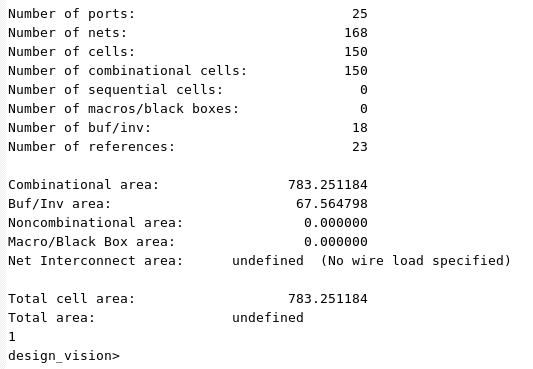 Number of ports: 25
Number of nets: 168
Number of cells: 150
Number of combinational cells: 150
Number of sequential cells: 0
Number of macros/black boxes: 0
Number of buf/inv: 18
Number of references: 23
Combinational area: 783.251184
Buf/Inv area: 67.564798
Noncombinational area: 0.000000
Macro/Black Box area: 0.000000
Net Interconnect area: undefined (No wire load specified)
Total cell area: 783.251184
Total area: undefined
1
design_vision>